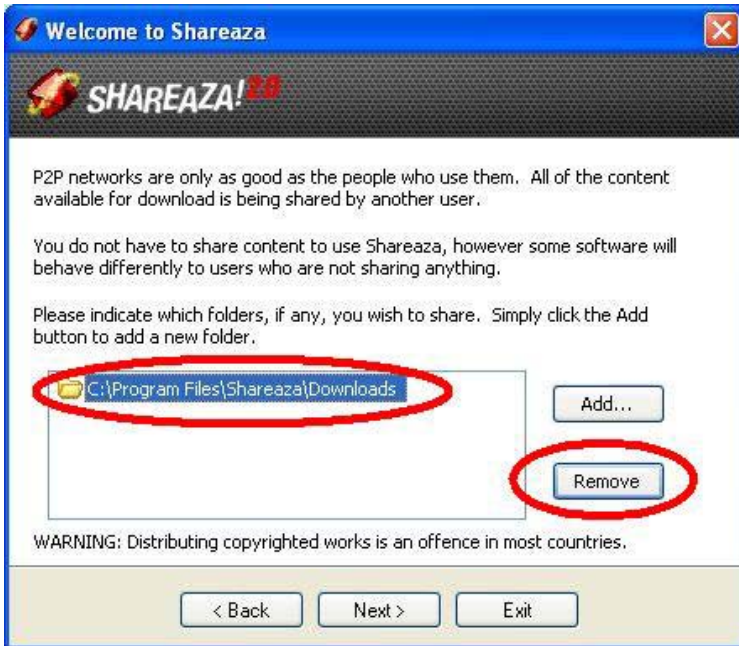 Welcome to Shareaza
SHAREAZA! 2.0
P2P networks are only as good as the people who use them.  All of the content
available for download is being shared by another user.
You do not have to share content to use Shareaza, however some software will
behave differently to users who are not sharing anything.
Please indicate which folders, if any, you wish to share.  Simply click the Add
button to add a new folder.
C:\Program Files\Shareaza\Downloads
Add...
Remove
WARNING: Distributing copyrighted works is an offence in most countries.
< Back
Next >
Exit